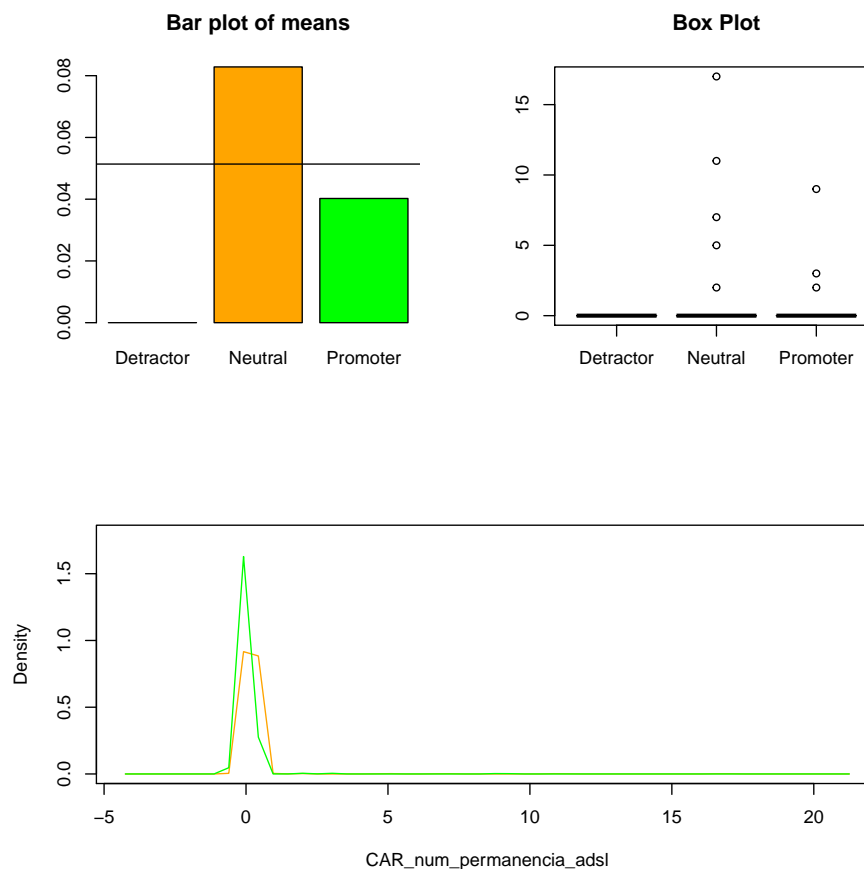 Bar plot of means
0.00
0.02
0.04
0.06
0.08
Detractor Neutral Promoter
Box Plot
15
10
5
0
Detractor Neutral Promoter
Density
1.5
1.0
0.5
0.0
−5 0 5 10 15 20
CAR_num_permanencia_adsl